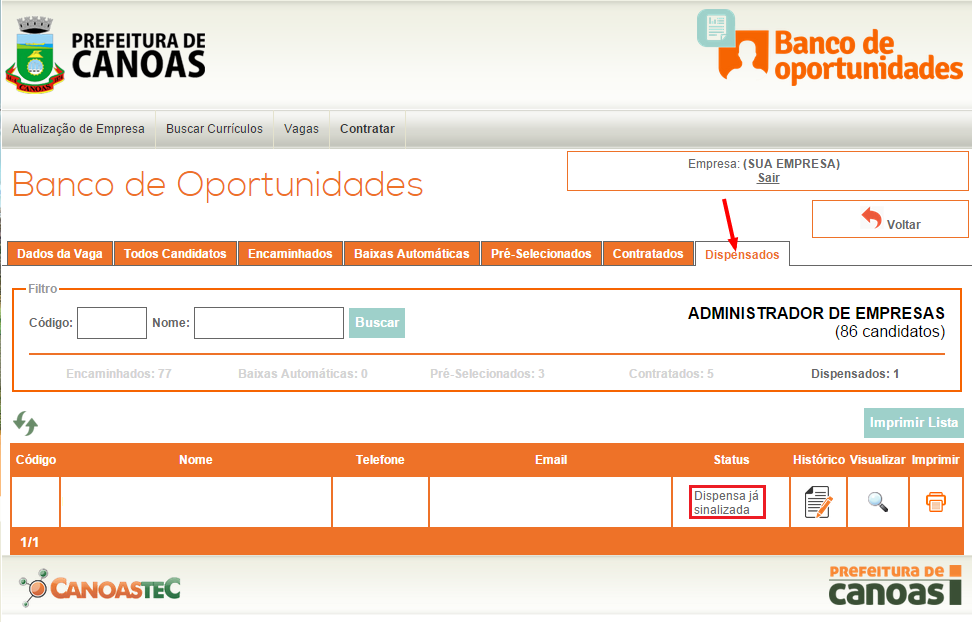 PREFEITURA DE
CANOAS
CANOAS
Banco de
oportunidades
Atualização de Empresa Buscar Currículos Vagas Contratar
Banco de Oportunidades
Empresa: (SUA EMPRESA)
Sair
Voltar
Dados da Vaga Todos Candidatos Encaminhados Baixas Automáticas Pré-Selecionados Contratados Dispensados
Filtro
Código: Nome: Buscar
ADMINISTRADOR DE EMPRESAS
(86 candidatos)
Encaminhados: 77 Baixas Automáticas: 0 Pré-Selecionados: 3 Contratados: 5 Dispensados: 1
Imprimir Lista
Código Nome Telefone Email Status Histórico Visualizar Imprimir
Dispensa já
sinalizada
1/1
CANOASTEC
PREFEITURA DE
canoas